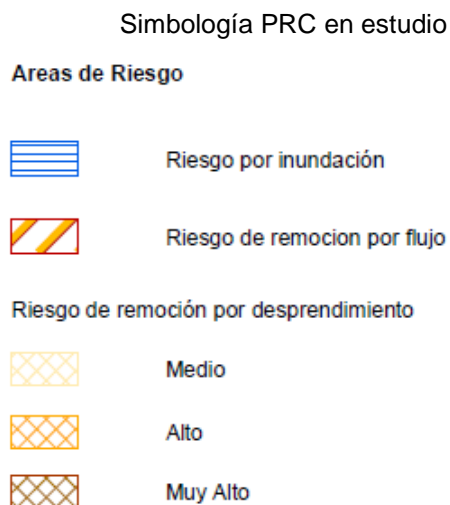 Simbología PRC en estudio
Areas de Riesgo
Riesgo por inundación
Riesgo de remocion por flujo
Riesgo de remoción por desprendimiento
Medio
Alto
Muy Alto